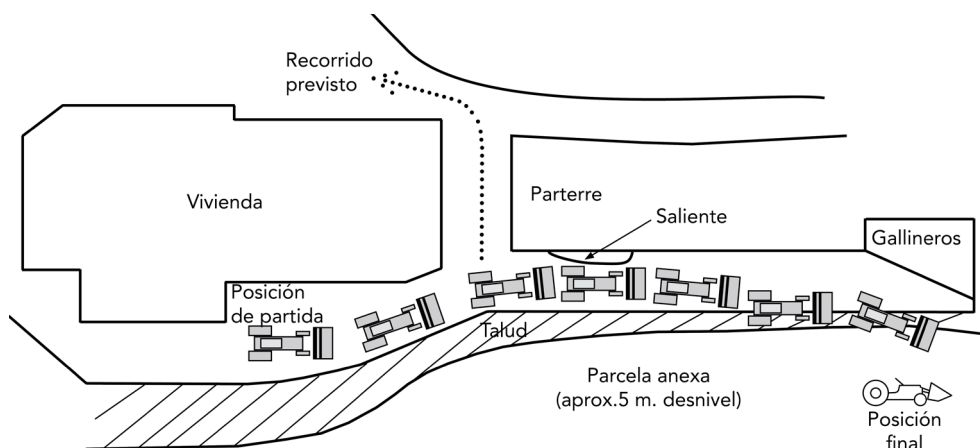 Recorrido
previsto
Vivienda
Parterre
Saliente
Gallineros
Posición
de partida
Talud
Parcela anexa
(aprox.5 m. desnivel)
Posición
final